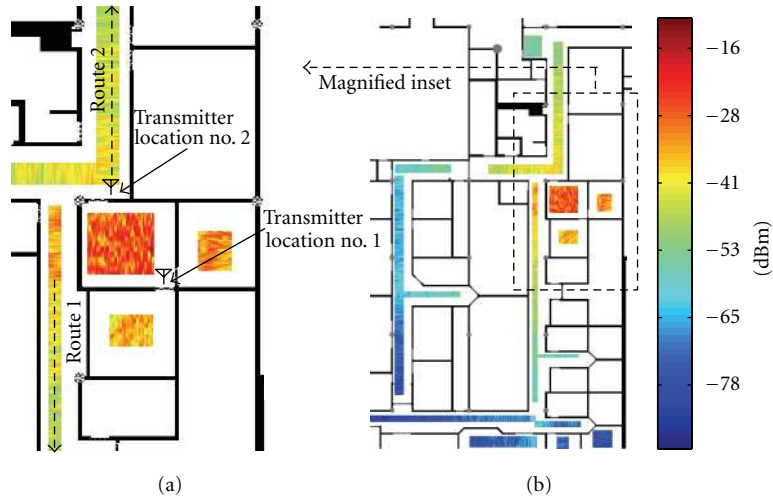 Route 2
Transmitter
location no. 2
Transmitter
location no. 1
Route 1
(a)
Magnified inset
(b)
−16
−28
−41
−53
−66
−78
(dBm)